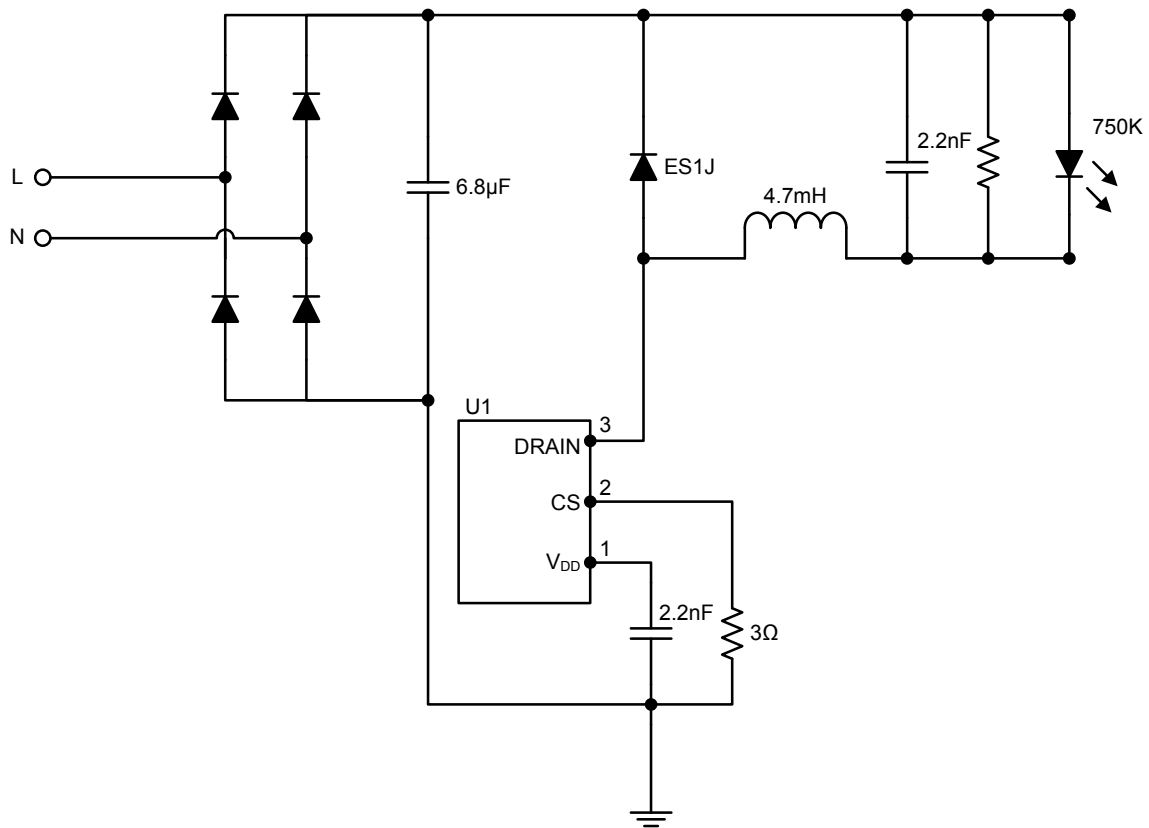 750K
2.2nF
ES1J
L
6.8µF
4.7mH
N
U1
3
DRAIN
2
CS
1
VDD
2.2nF
3Ω